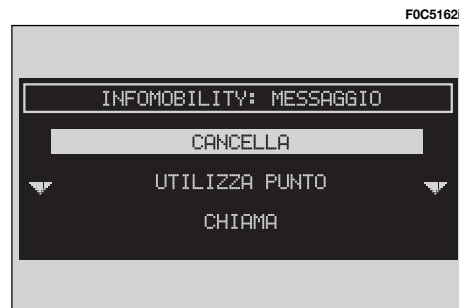 F0C5162i
INFOMOBILITY: MESSAGGIO
CANCELLA
UTILIZZA PUNTO
CHIAMA